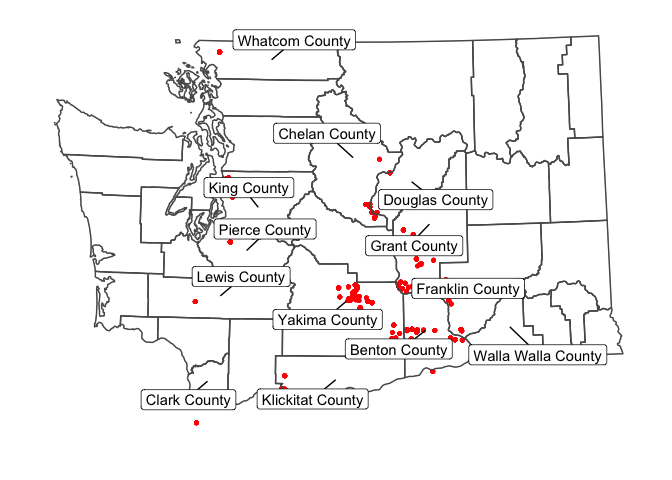 Whatcom County
Chelan County
King County
Douglas County
Pierce County
Grant County
Lewis County
Franklin County
Yakima County
Benton County
Walla Walla County
Clark County
Klickitat County